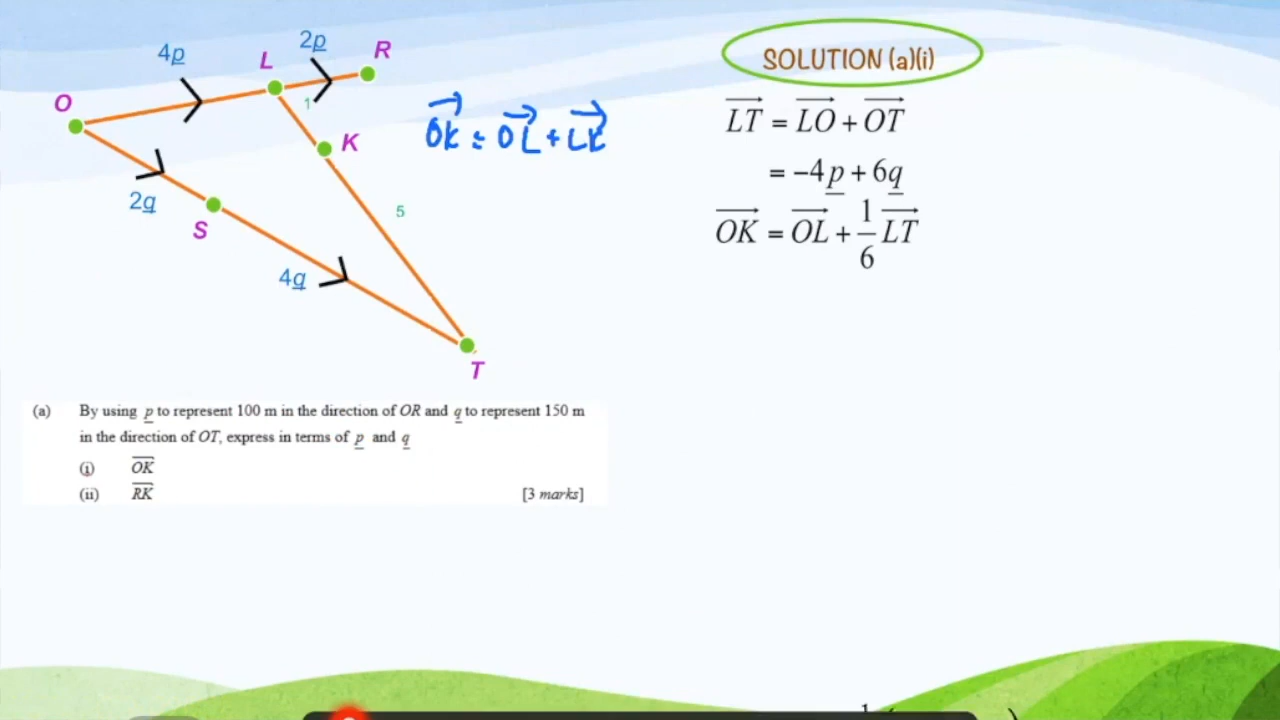 4p
2p
R
L
O
1
K
OK = OL + LK
2q
S
5
4q
T
SOLUTION (a)(i)
LT = LO + OT
= −4p + 6q
OK = OL + 1/6 LT
(a) By using p to represent 100 m in the direction of OR and q to represent 150 m
in the direction of OT, express in terms of p and q
(i) OK
(ii) RK [3 marks]